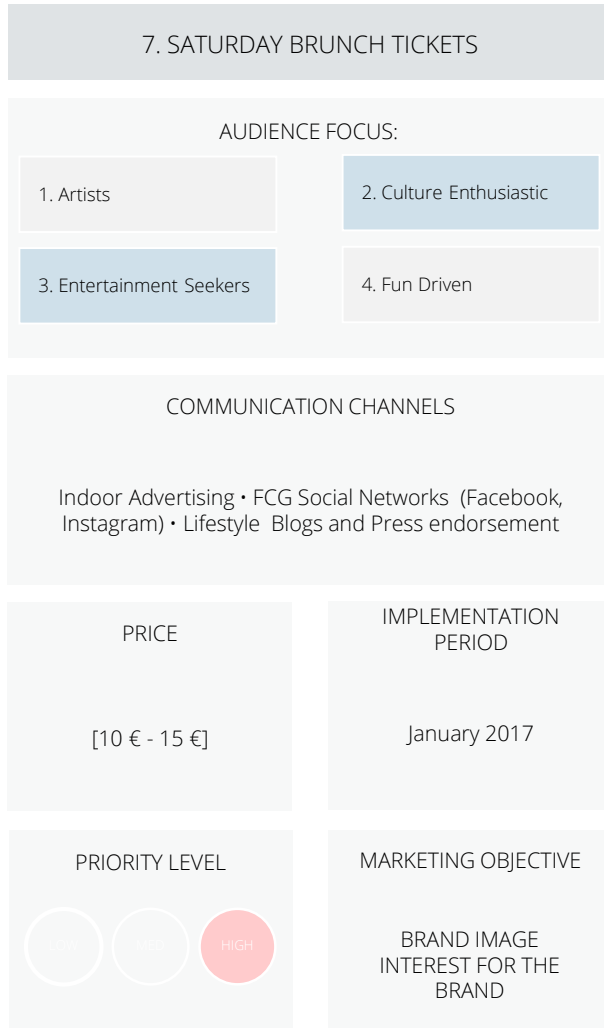 7. SATURDAY BRUNCH TICKETS
AUDIENCE FOCUS:
1. Artists
2. Culture Enthusiastic
3. Entertainment Seekers
4. Fun Driven
COMMUNICATION CHANNELS
Indoor Advertising • FCG Social Networks (Facebook,
Instagram) • Lifestyle Blogs and Press endorsement
PRICE
[10 € - 15 €]
IMPLEMENTATION
PERIOD
January 2017
PRIORITY LEVEL
HIGH
MARKETING OBJECTIVE
BRAND IMAGE
INTEREST FOR THE
BRAND